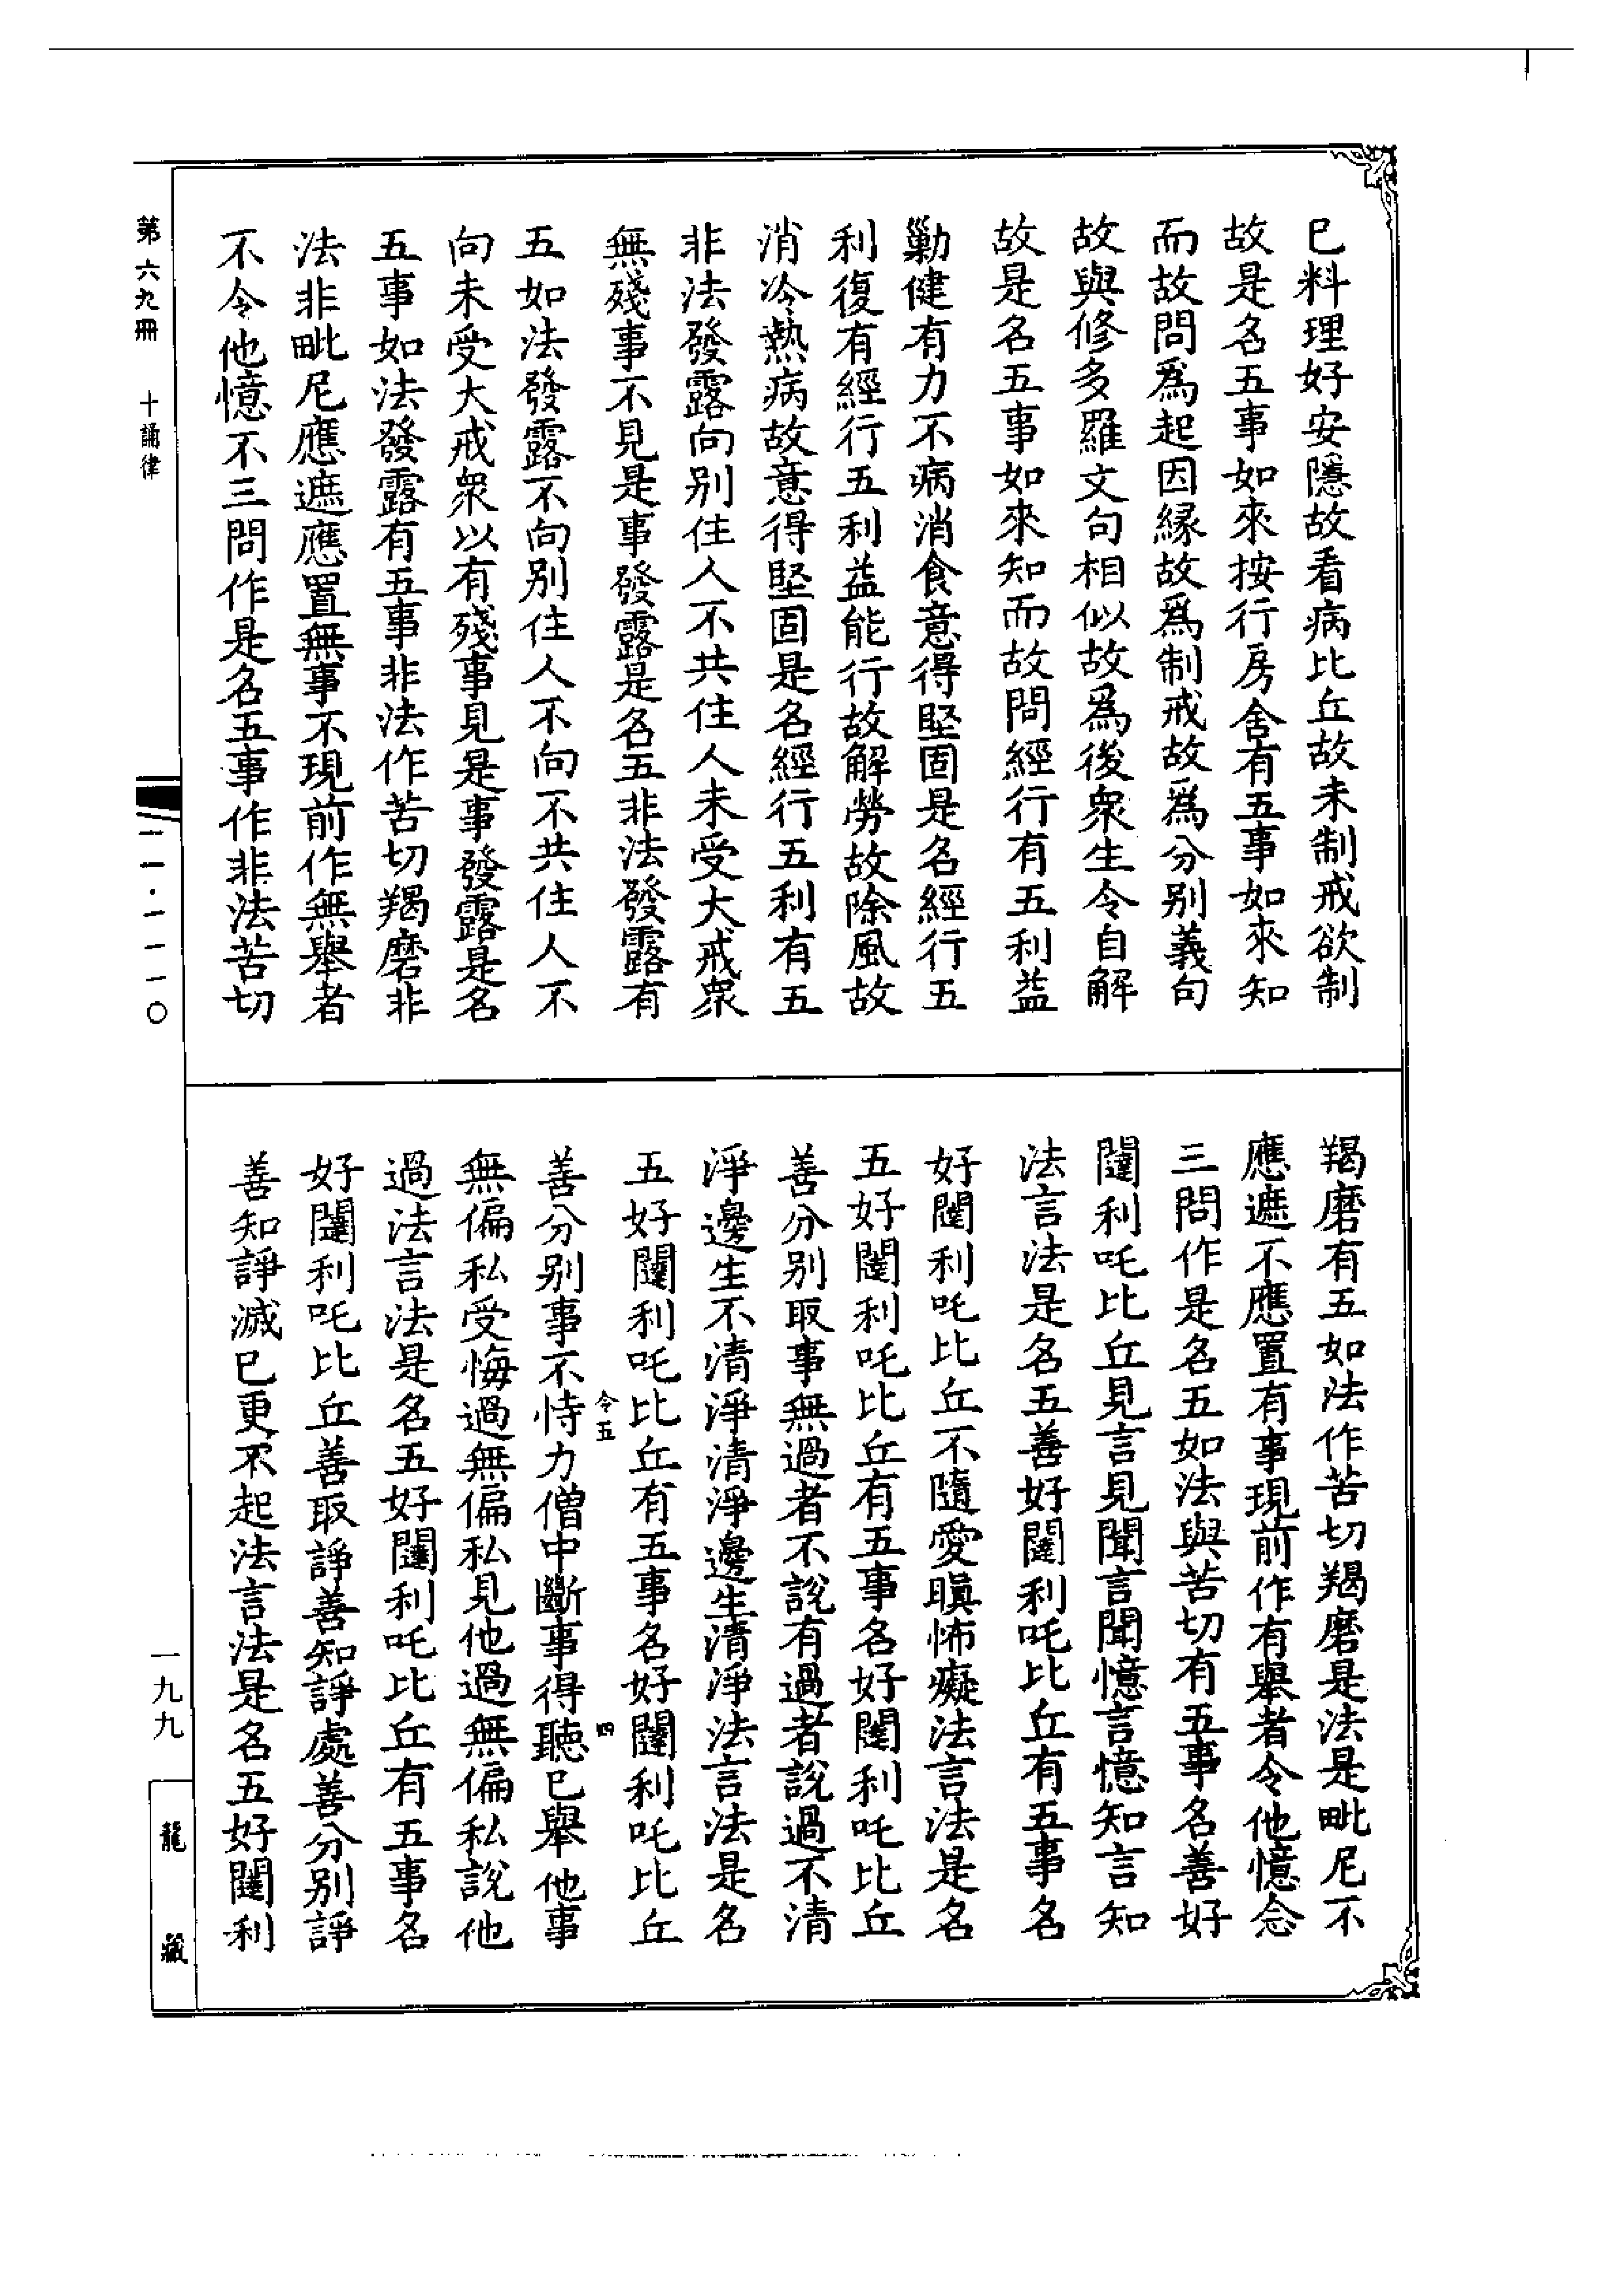 已料理好安隱故看病比丘故未制戒欲制
故是名五事如來按行房舍有五事如來知
而故問爲起因緣故爲制戒故爲分别義句
故與修多羅文句相似故爲後衆生令自解
故是名五事如來知而故問經行有五利益
勦健有力不病消食意得堅固是名經行五
利復有經行五利益能行故解勞故除風故
消冷熱病故意得堅固是名經行五利有五
非法發露向别住人不共住人未受大戒衆
無殘事不見是事發露是名五非法發露有
五如法發露不向别住人不向不共住人不
向未受大戒衆以有殘事見是事發露是名
五事如法發露有五事非法作苦切羯磨非
法非毗尼應遮應置無事不現前作無舉者
不令他憶不三問作是名五事作非法苦切
羯磨有五如法作苦切羯磨是法是毗尼不
應遮不應置有事現前作有舉者令他憶念
三問作是名五如法與苦切有五事名善好
闥利吒比丘見言見聞言聞憶言憶知言知
法言法是名五善好闥利吒比丘有五事名
好闥利吒比丘不隨愛瞋怖癡法言法是名
五好闥利吒比丘有五事名好闥利吒比丘
善分别取事無過者不說有過者說過不清
淨邊生不清淨清淨邊生清淨法言法是名
五好闥利吒比丘有五事名好闥利吒比丘
令五
四
善分别事不恃力僧中斷事得聽已舉他事
無偏私受悔過無偏私見他過無偏私說他
過法言法是名五好闥利吒比丘有五事名
好闥利吒比丘善取諍善知諍處善分别諍
善知諍滅已更不起法言法是名五好闥利
第六九冊
十誦律
一一·一一一〇
一九九
龍藏